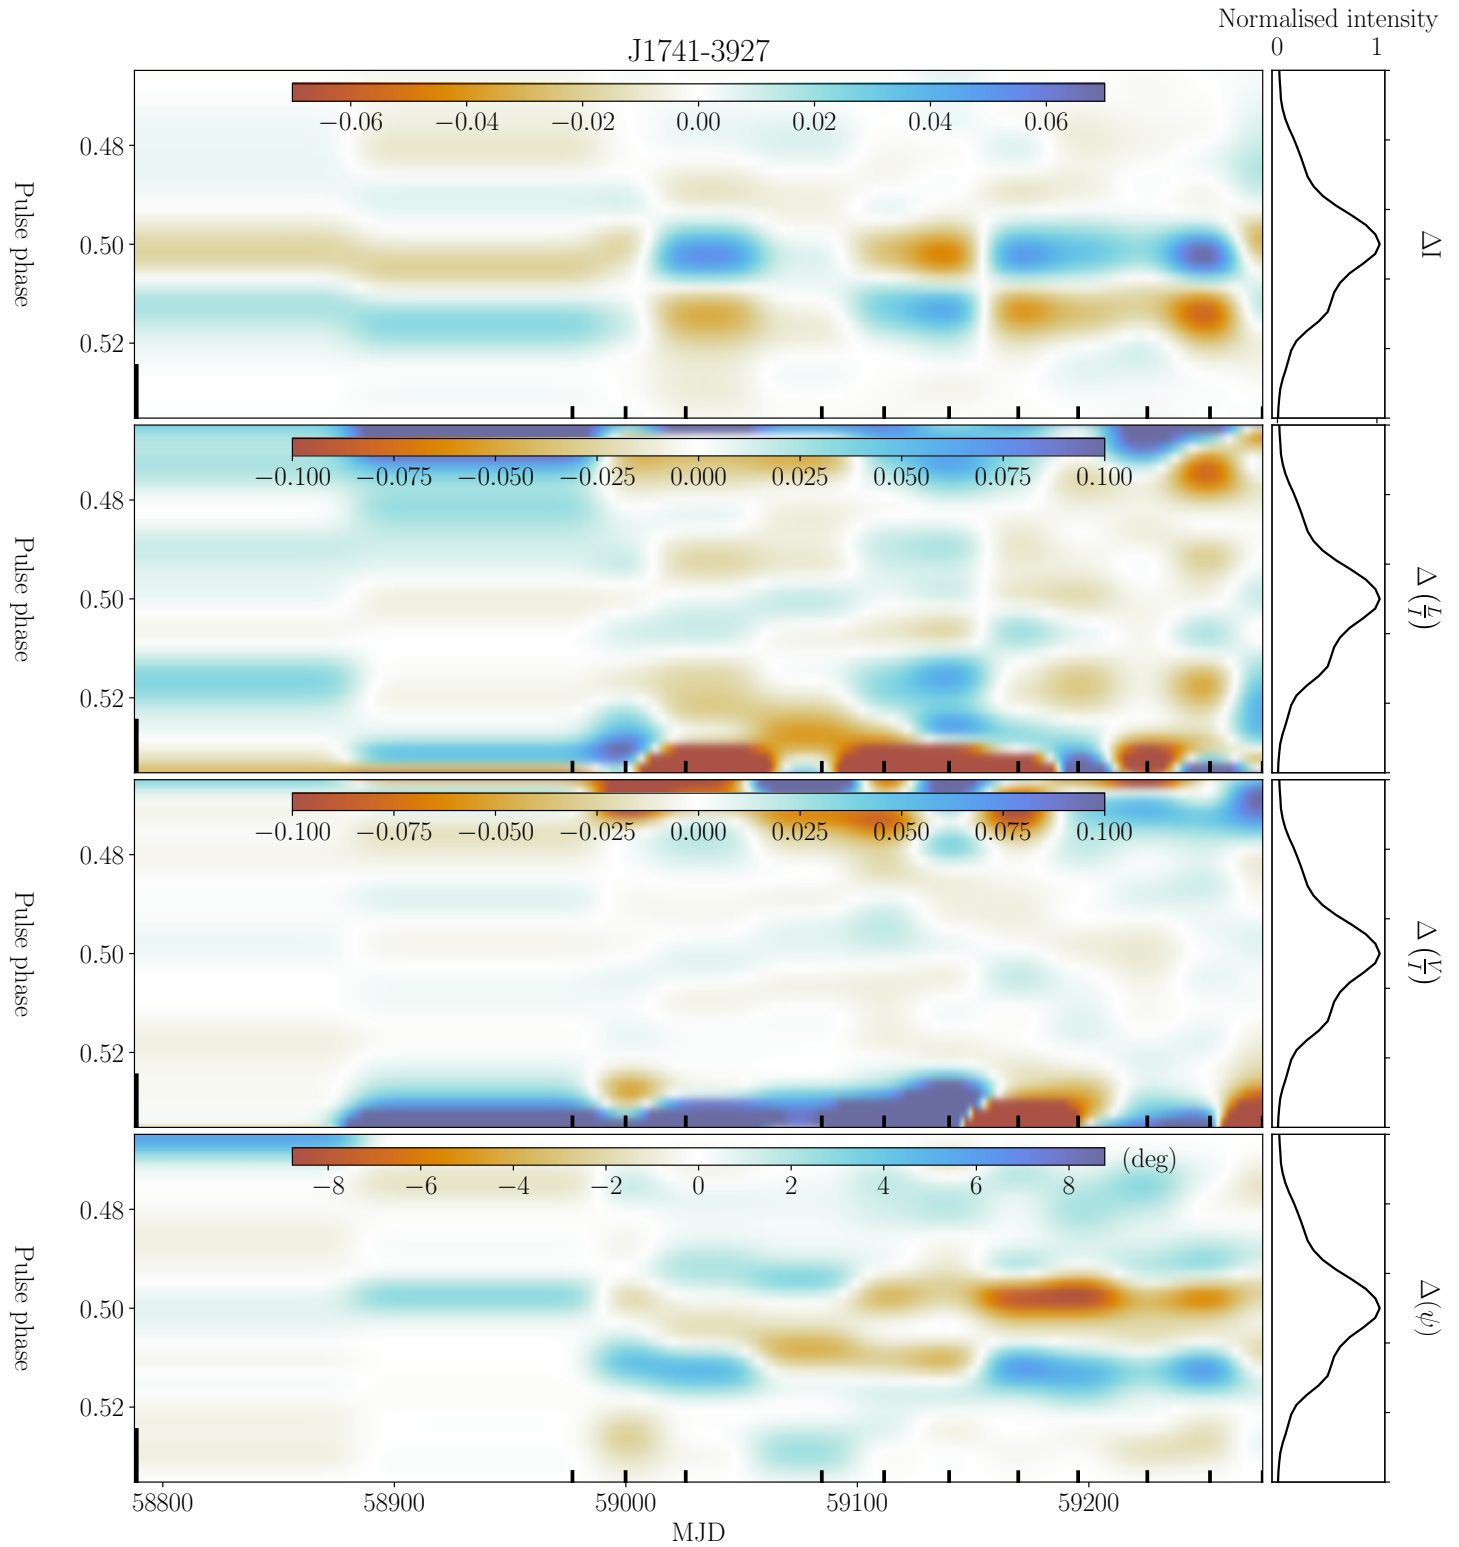 Normalised intensity
J1741-3927
0 1
−0.06 −0.04 −0.02 0.00 0.02 0.04 0.06
0.48
0.50
0.52
Pulse phase
ΔI
−0.100 −0.075 −0.050 −0.025 0.000 0.025 0.050 0.075 0.100
0.48
0.50
0.52
Pulse phase
Δ (L/I)
−0.100 −0.075 −0.050 −0.025 0.000 0.025 0.050 0.075 0.100
0.48
0.50
0.52
Pulse phase
Δ (V/I)
(deg)
−8 −6 −4 −2 0 2 4 6 8
0.48
0.50
0.52
Pulse phase
Δ(ψ)
58800 58900 59000 59100 59200
MJD